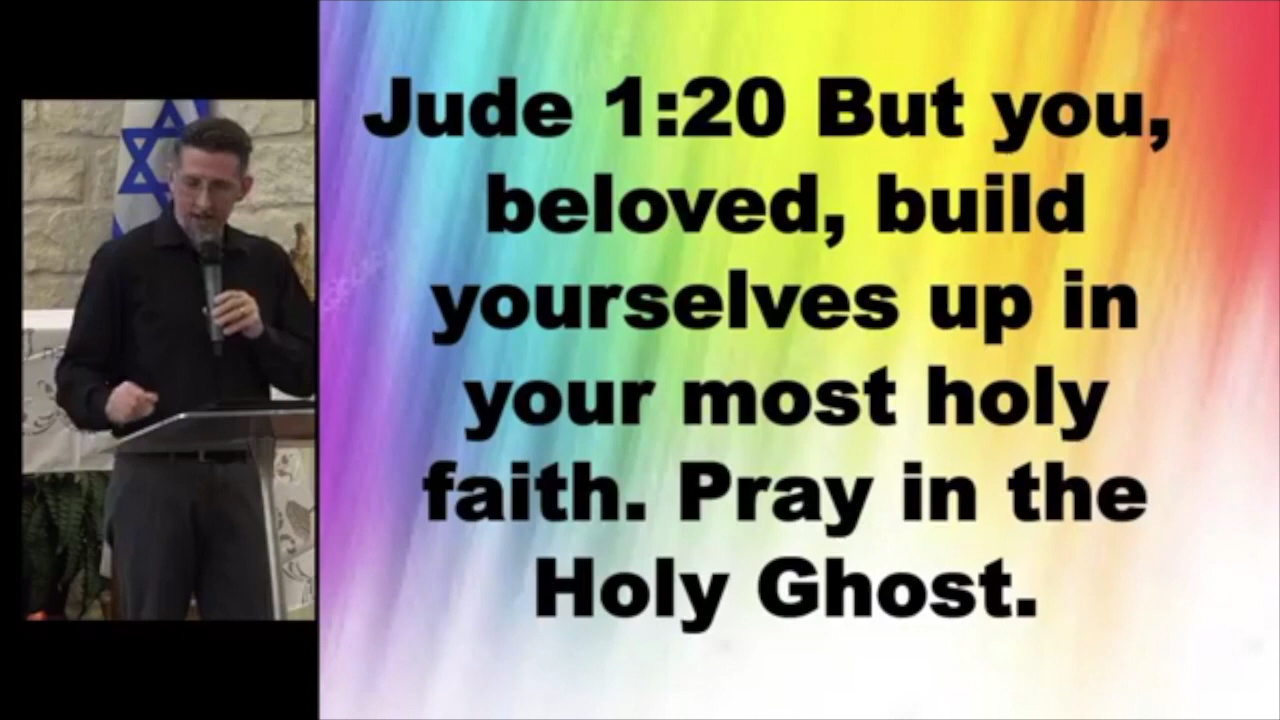 Jude 1:20 But you,
beloved, build
yourselves up in
your most holy
faith. Pray in the
Holy Ghost.